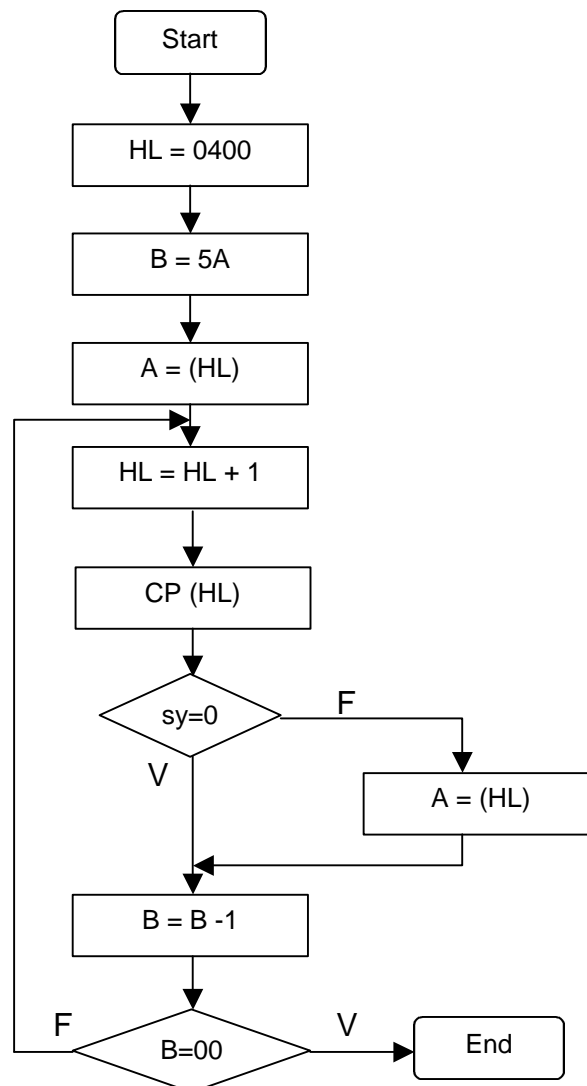 Start
HL = 0400
B = 5A
A = (HL)
HL = HL + 1
CP (HL)
sy=0
F
V
A = (HL)
B = B -1
F
B=00
V
End